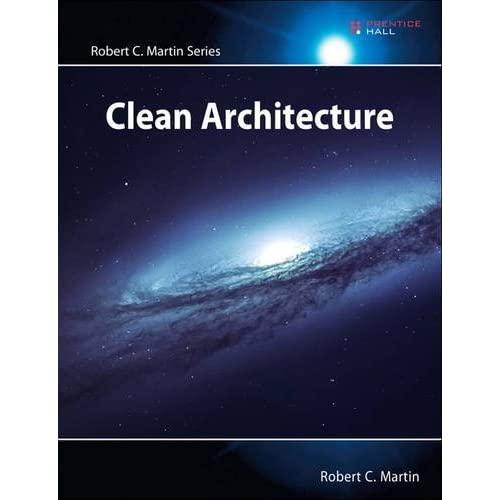 PRENTICE
HALL
Robert C. Martin Series
Clean Architecture
Robert C. Martin